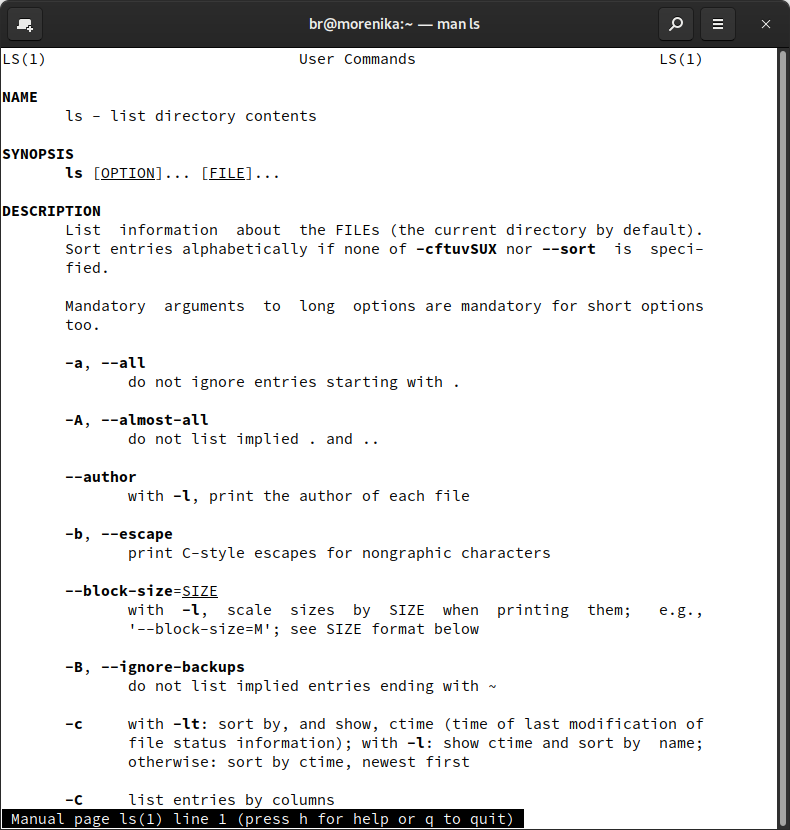 br@morenika:~ — man ls
LS(1) User Commands LS(1)
NAME
ls - list directory contents
SYNOPSIS
ls [OPTION]... [FILE]...
DESCRIPTION
List information about the FILEs (the current directory by default).
Sort entries alphabetically if none of -cftuvSUX nor --sort is speci-
fied.
Mandatory arguments to long options are mandatory for short options
too.
-a, --all
do not ignore entries starting with .
-A, --almost-all
do not list implied . and ..
--author
with -l, print the author of each file
-b, --escape
print C-style escapes for nongraphic characters
--block-size=SIZE
with -l, scale sizes by SIZE when printing them; e.g.,
'--block-size=M'; see SIZE format below
-B, --ignore-backups
do not list implied entries ending with ~
-c with -lt: sort by, and show, ctime (time of last modification of
file status information); with -l: show ctime and sort by name;
otherwise: sort by ctime, newest first
-C list entries by columns
Manual page ls(1) line 1 (press h for help or q to quit)